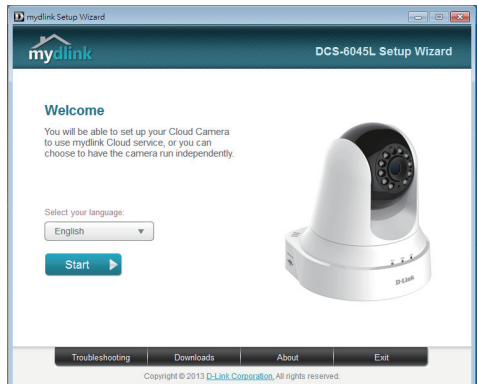 mydlink Setup Wizard
mydlink
DCS-6045L Setup Wizard
Welcome
You will be able to set up your Cloud Camera
to use mydlink Cloud service, or you can
choose to have the camera run independently.
Select your language:
English
Start
D-Link
Troubleshooting
Downloads
About
Exit
Copyright © 2013 D-Link Corporation, All rights reserved.